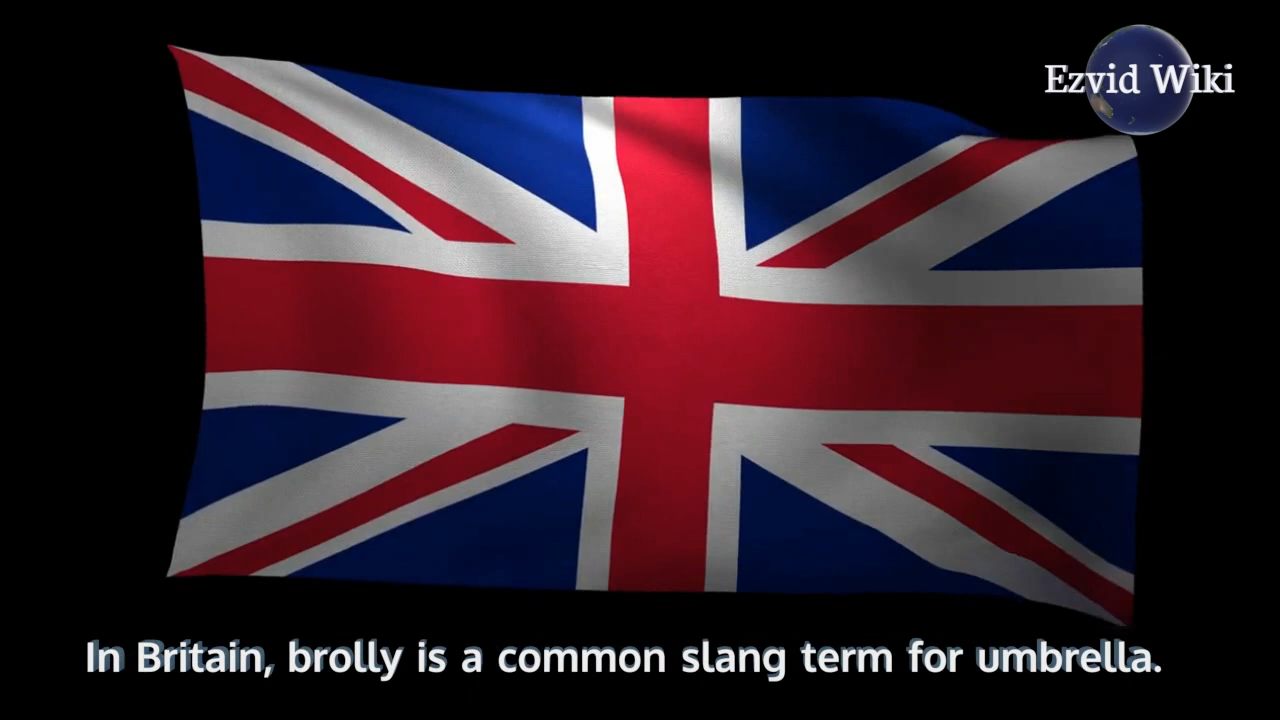 Ezvid Wiki
In Britain, brolly is a common slang term for umbrella.